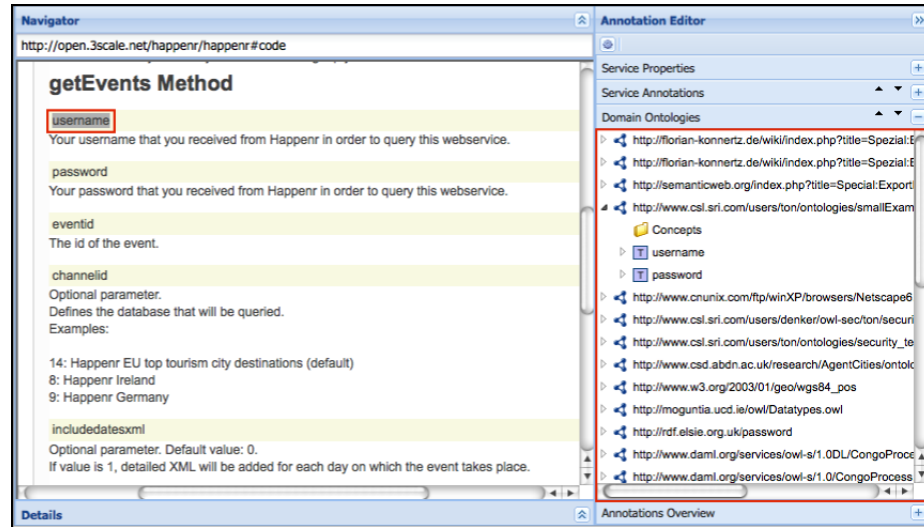 Navigator
http://open.3scale.net/happenr/happenr#code
getEvents Method
username
Your username that you received from Happenr in order to query this webservice.
password
Your password that you received from Happenr in order to query this webservice.
eventid
The id of the event.
channelid
Optional parameter.
Defines the database that will be queried.
Examples:
14: Happenr EU top tourism city destinations (default)
8: Happenr Ireland
9: Happenr Germany
includedatesxml
Optional parameter. Default value: 0.
If value is 1, detailed XML will be added for each day on which the event takes place.
Details
Annotation Editor
Service Properties
Service Annotations
Domain Ontologies
http://florian-konnertz.de/wiki/index.php?title=Spezial:E
http://florian-konnertz.de/wiki/index.php?title=Spezial:E
http://semanticweb.org/index.php?title=Special:Export
http://www.csl.sri.com/users/ton/ontologies/smallExam
Concepts
T username
T password
http://www.cnunix.com/ftp/winXP/browsers/Netscape6
http://www.csl.sri.com/users/denker/owl-sec/ton/securi
http://www.csl.sri.com/users/ton/ontologies/security_te
http://www.csd.abdn.ac.uk/research/AgentCities/ontolo
http://www.w3.org/2003/01/geo/wgs84_pos
http://moguntia.ucd.ie/owl/Datatypes.owl
http://rdf.elsie.org.uk/password
http://www.daml.org/services/owl-s/1.0DL/CongoProce
http://www.daml.org/services/owl-s/1.0/CongoProcess
Annotations Overview